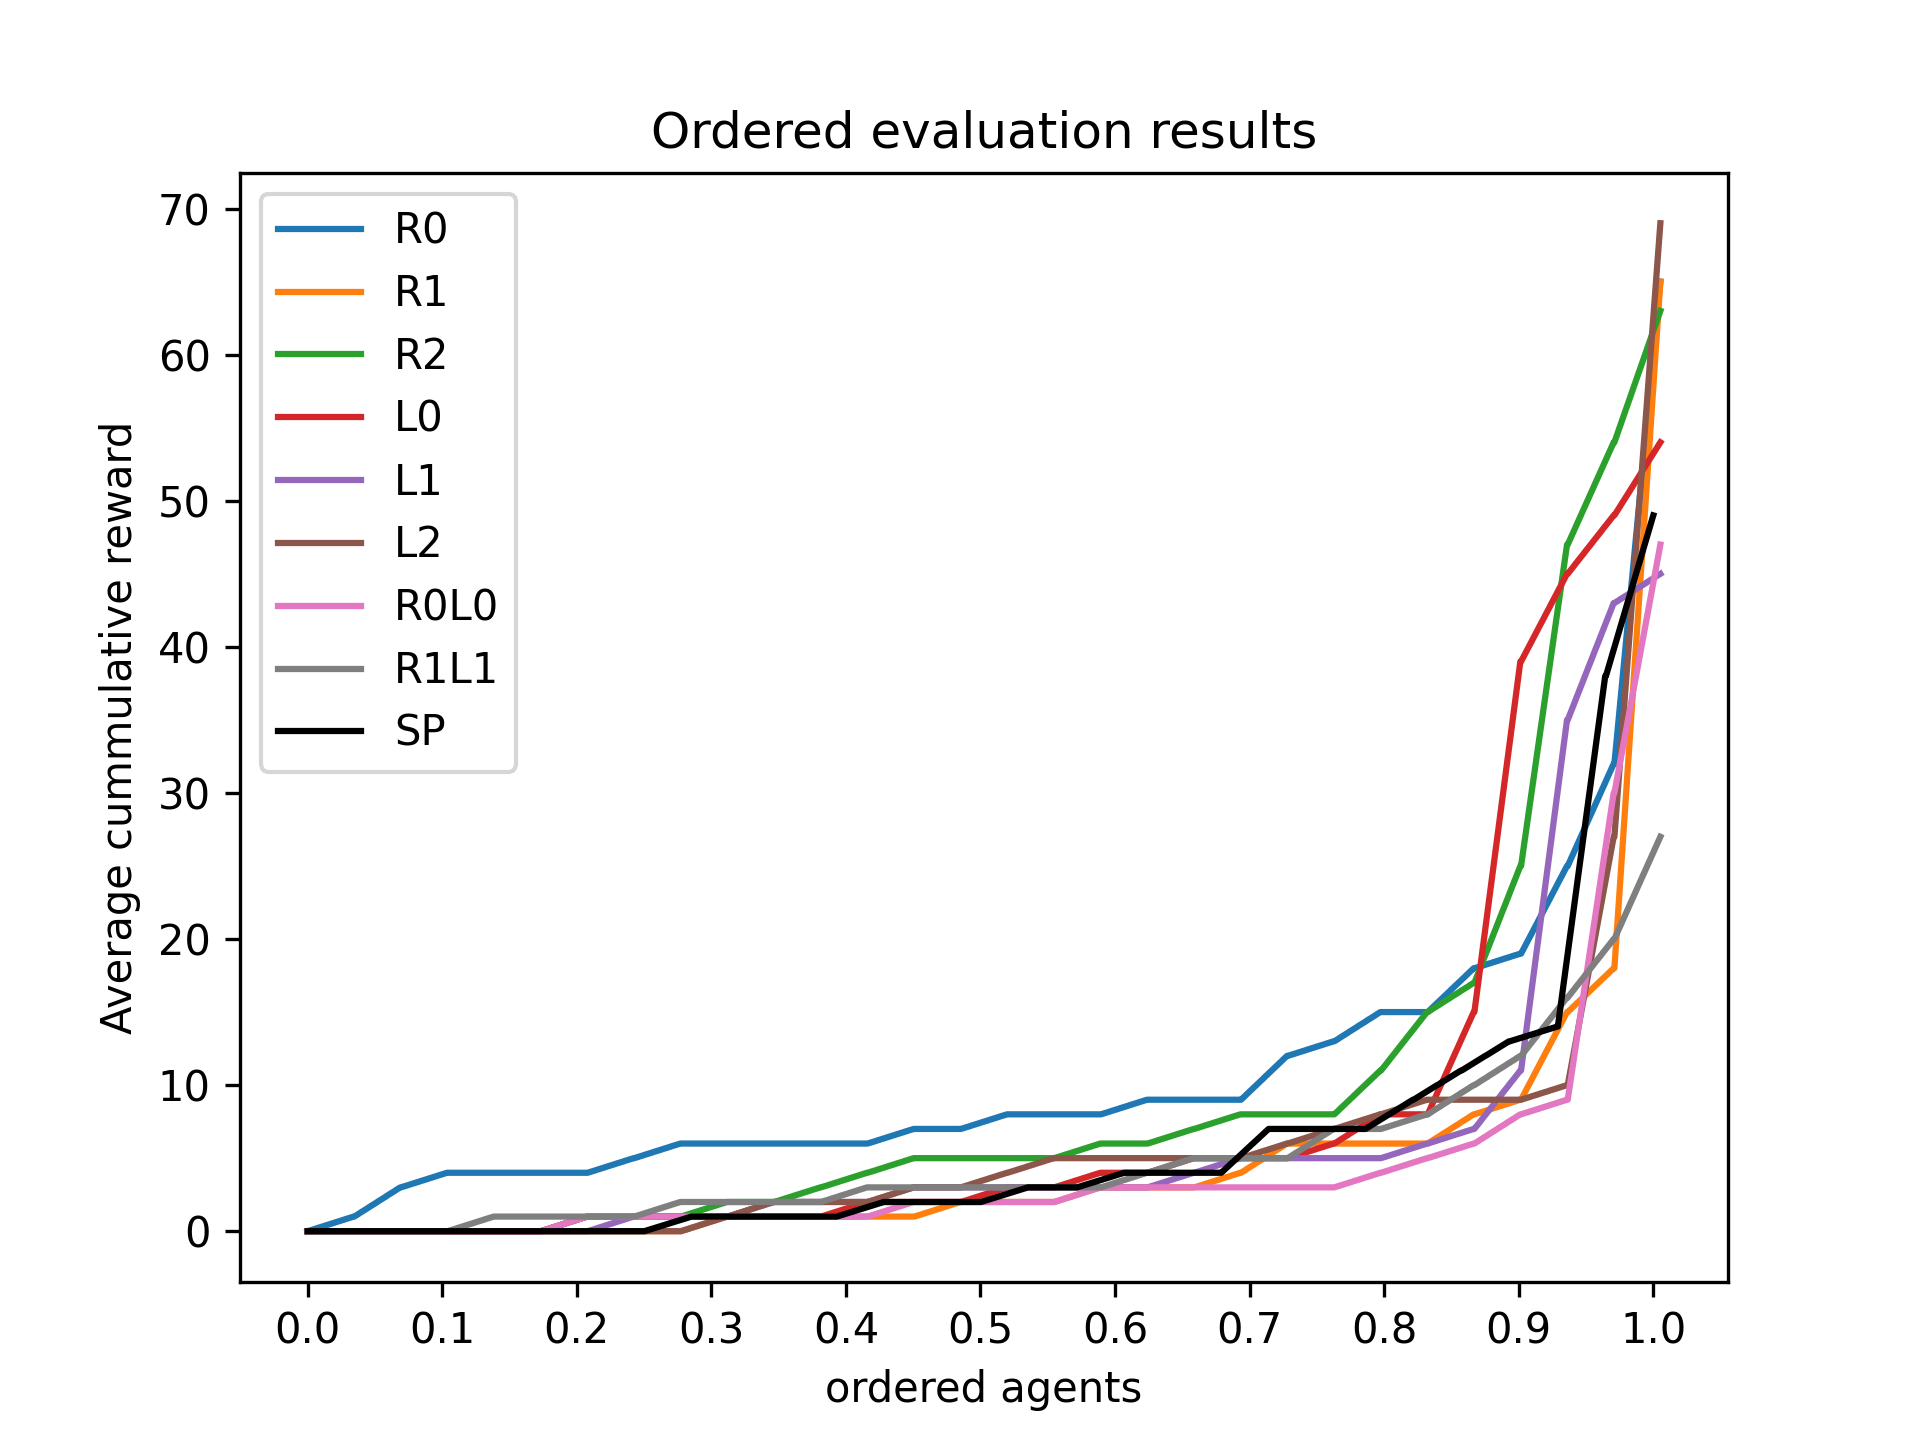 Ordered evaluation results
Average cummulative reward
70
60
50
40
30
20
10
0
R0
R1
R2
L0
L1
L2
R0L0
R1L1
SP
0.0 0.1 0.2 0.3 0.4 0.5 0.6 0.7 0.8 0.9 1.0
ordered agents